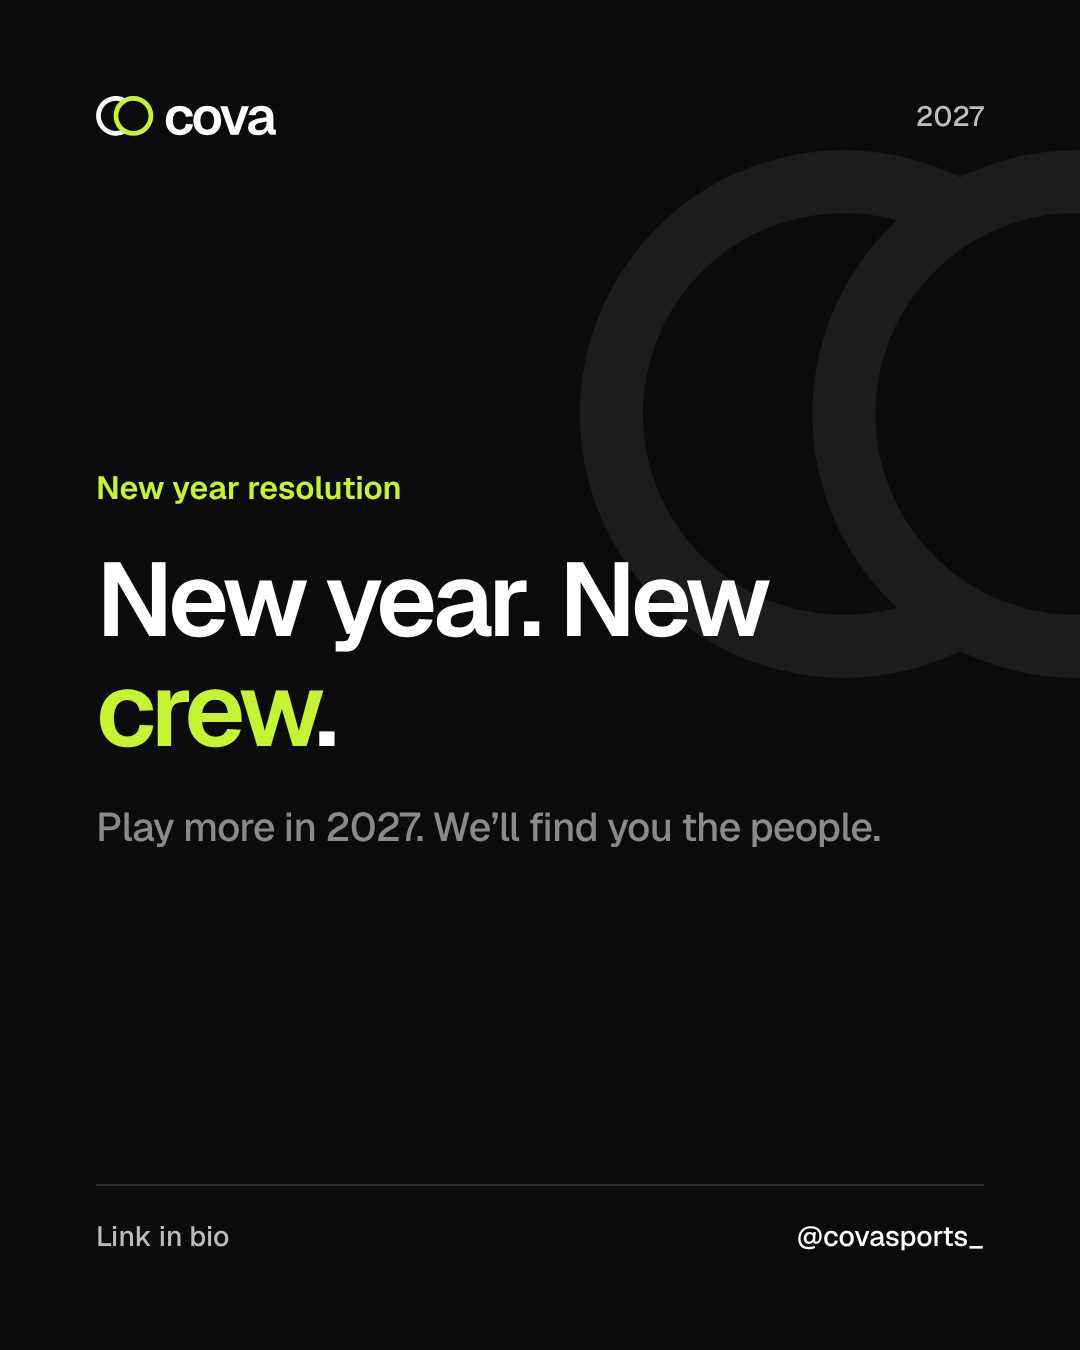 cova
2027
New year resolution
New year. New
crew.
Play more in 2027. We’ll find you the people.
Link in bio
@covasports_